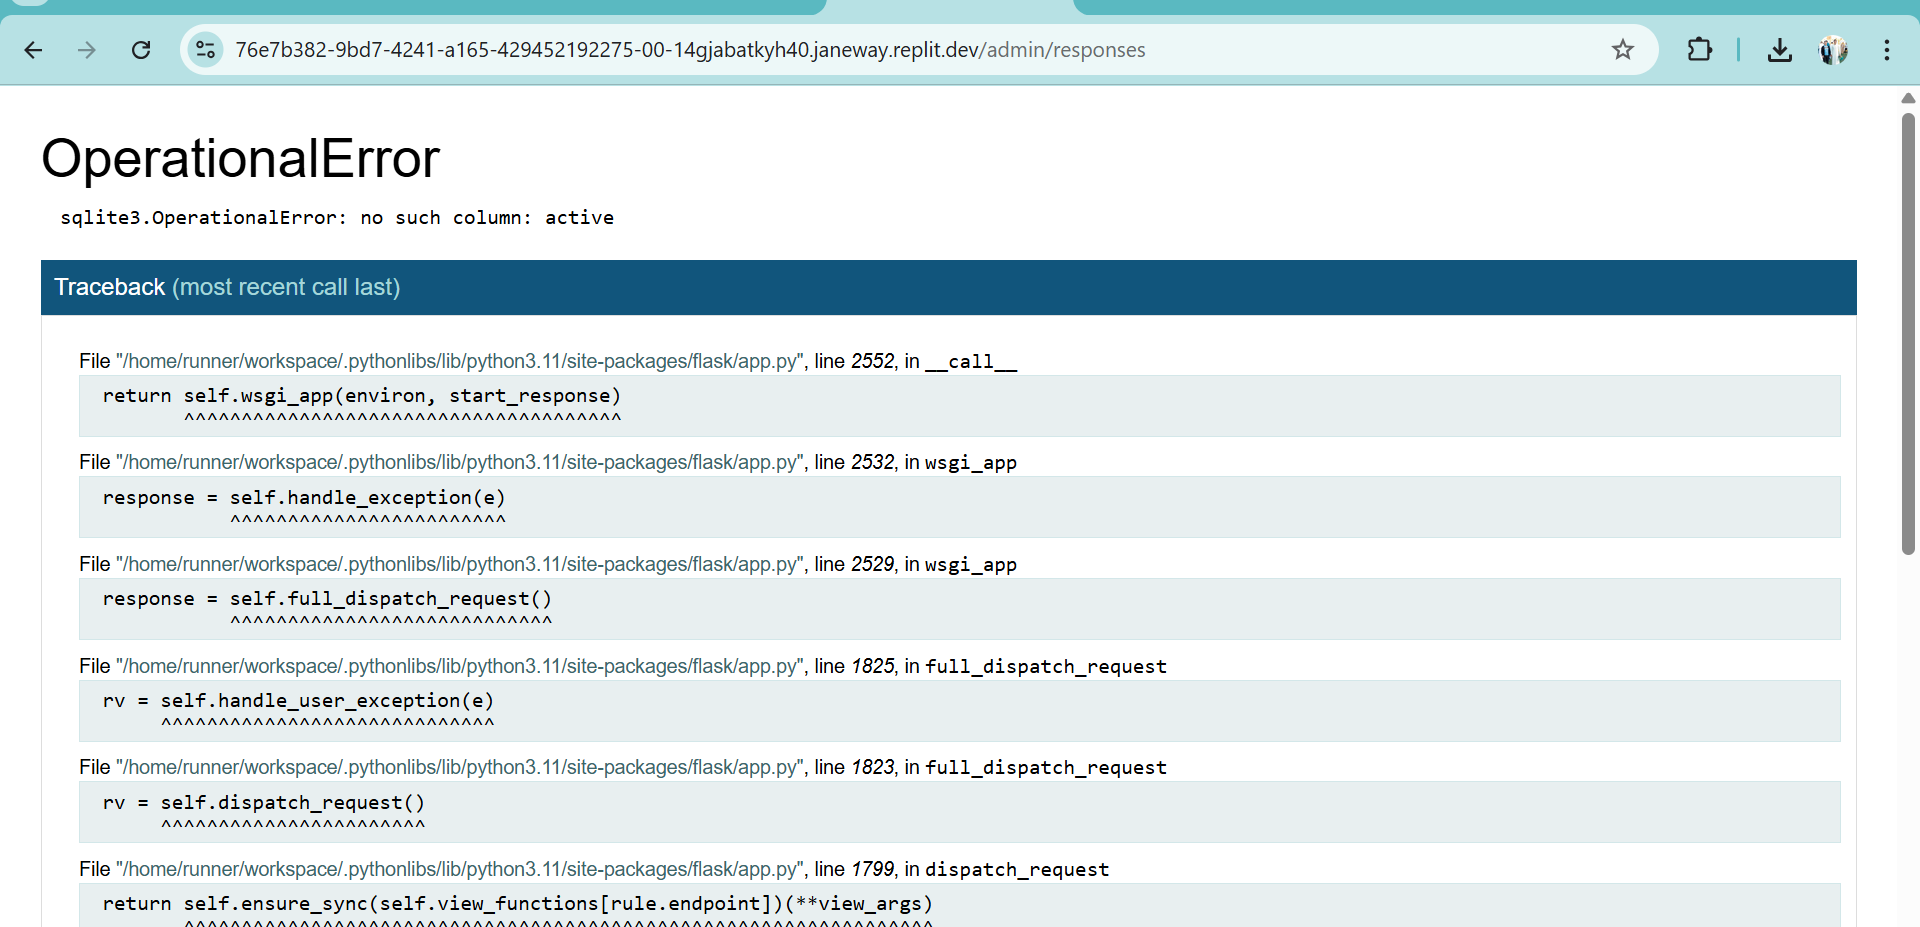 76e7b382-9bd7-4241-a165-429452192275-00-14gjabatkyh40.janeway.replit.dev/admin/responses
OperationalError
sqlite3.OperationalError: no such column: active
Traceback (most recent call last)
File "/home/runner/workspace/.pythonlibs/lib/python3.11/site-packages/flask/app.py", line 2552, in __call__
return self.wsgi_app(environ, start_response)
^^^^^^^^^^^^^^^^^^^^^^^^^^^^^^^^^^^^^^
File "/home/runner/workspace/.pythonlibs/lib/python3.11/site-packages/flask/app.py", line 2532, in wsgi_app
response = self.handle_exception(e)
^^^^^^^^^^^^^^^^^^^^^^^^
File "/home/runner/workspace/.pythonlibs/lib/python3.11/site-packages/flask/app.py", line 2529, in wsgi_app
response = self.full_dispatch_request()
^^^^^^^^^^^^^^^^^^^^^^^^^^^^
File "/home/runner/workspace/.pythonlibs/lib/python3.11/site-packages/flask/app.py", line 1825, in full_dispatch_request
rv = self.handle_user_exception(e)
^^^^^^^^^^^^^^^^^^^^^^^^^^^^^
File "/home/runner/workspace/.pythonlibs/lib/python3.11/site-packages/flask/app.py", line 1823, in full_dispatch_request
rv = self.dispatch_request()
^^^^^^^^^^^^^^^^^^^^^^^
File "/home/runner/workspace/.pythonlibs/lib/python3.11/site-packages/flask/app.py", line 1799, in dispatch_request
return self.ensure_sync(self.view_functions[rule.endpoint])(**view_args)
^^^^^^^^^^^^^^^^^^^^^^^^^^^^^^^^^^^^^^^^^^^^^^^^^^^^^^^^^^^^^^^^^